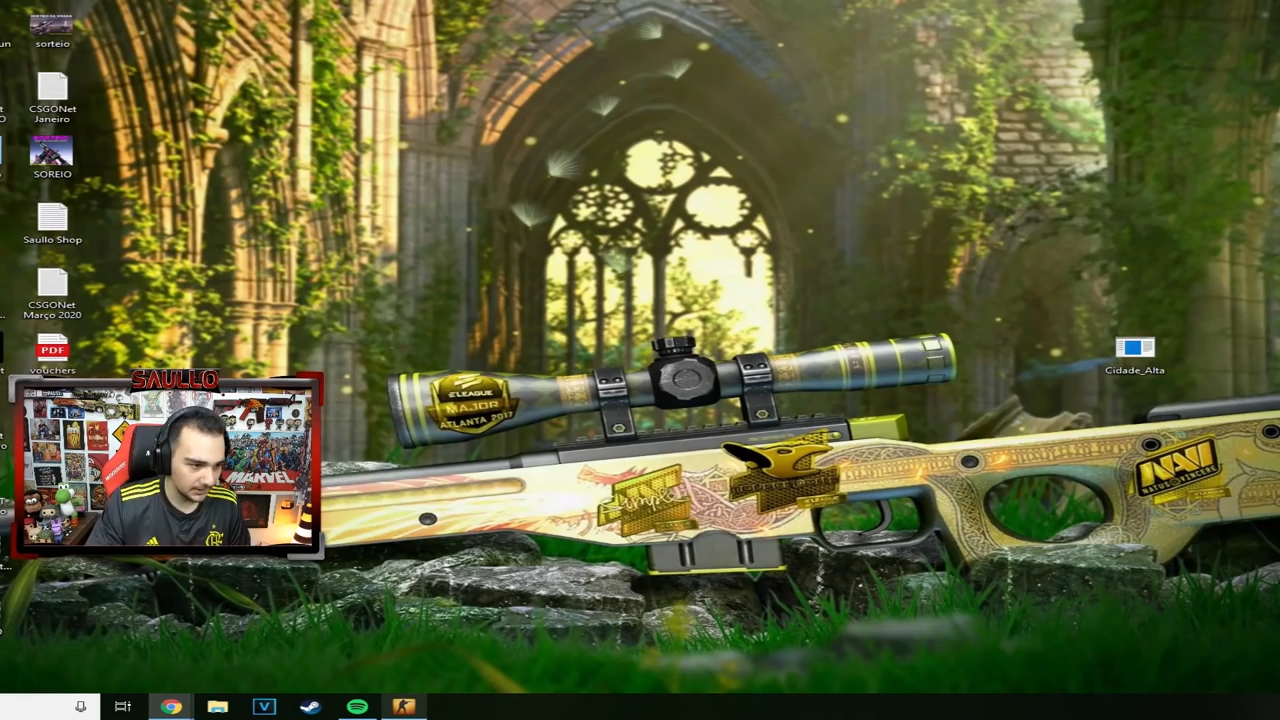 sorteio
CSGONet
Janeiro
SOREIO
Saullo Shop
CSGONet
Março 2020
PDF
vouchers
Cidade_Alta
SAULLO
MARVEL
ELEAGUE
MAJOR
ATLANTA 2017
NAVI
NATUS VINCERE
V